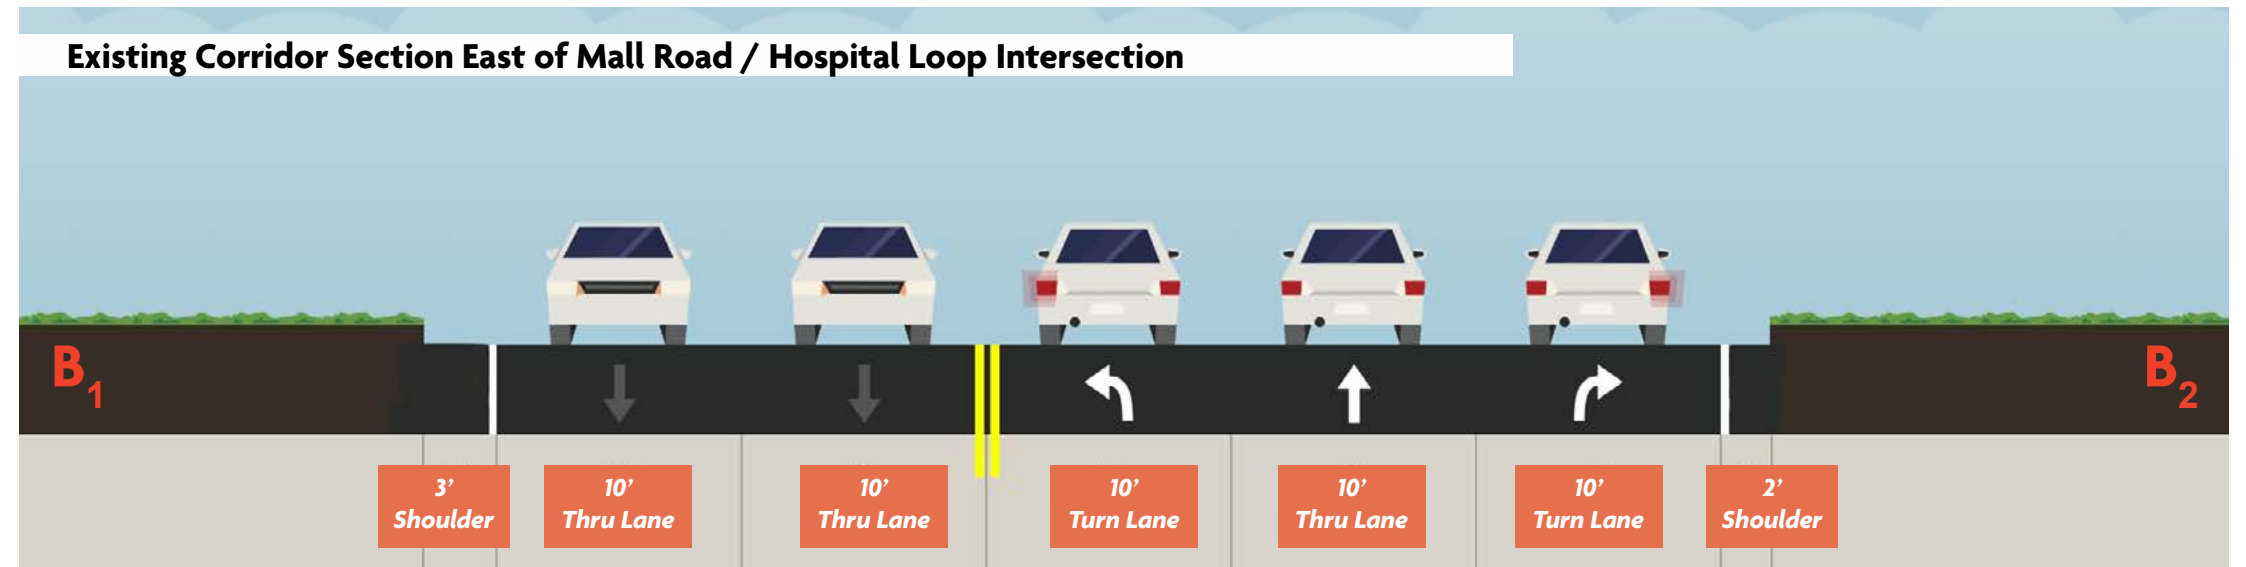 Existing Corridor Section East of Mall Road / Hospital Loop Intersection
B1
B2
3’
Shoulder
10’
Thru Lane
10’
Thru Lane
10’
Turn Lane
10’
Thru Lane
10’
Turn Lane
2’
Shoulder